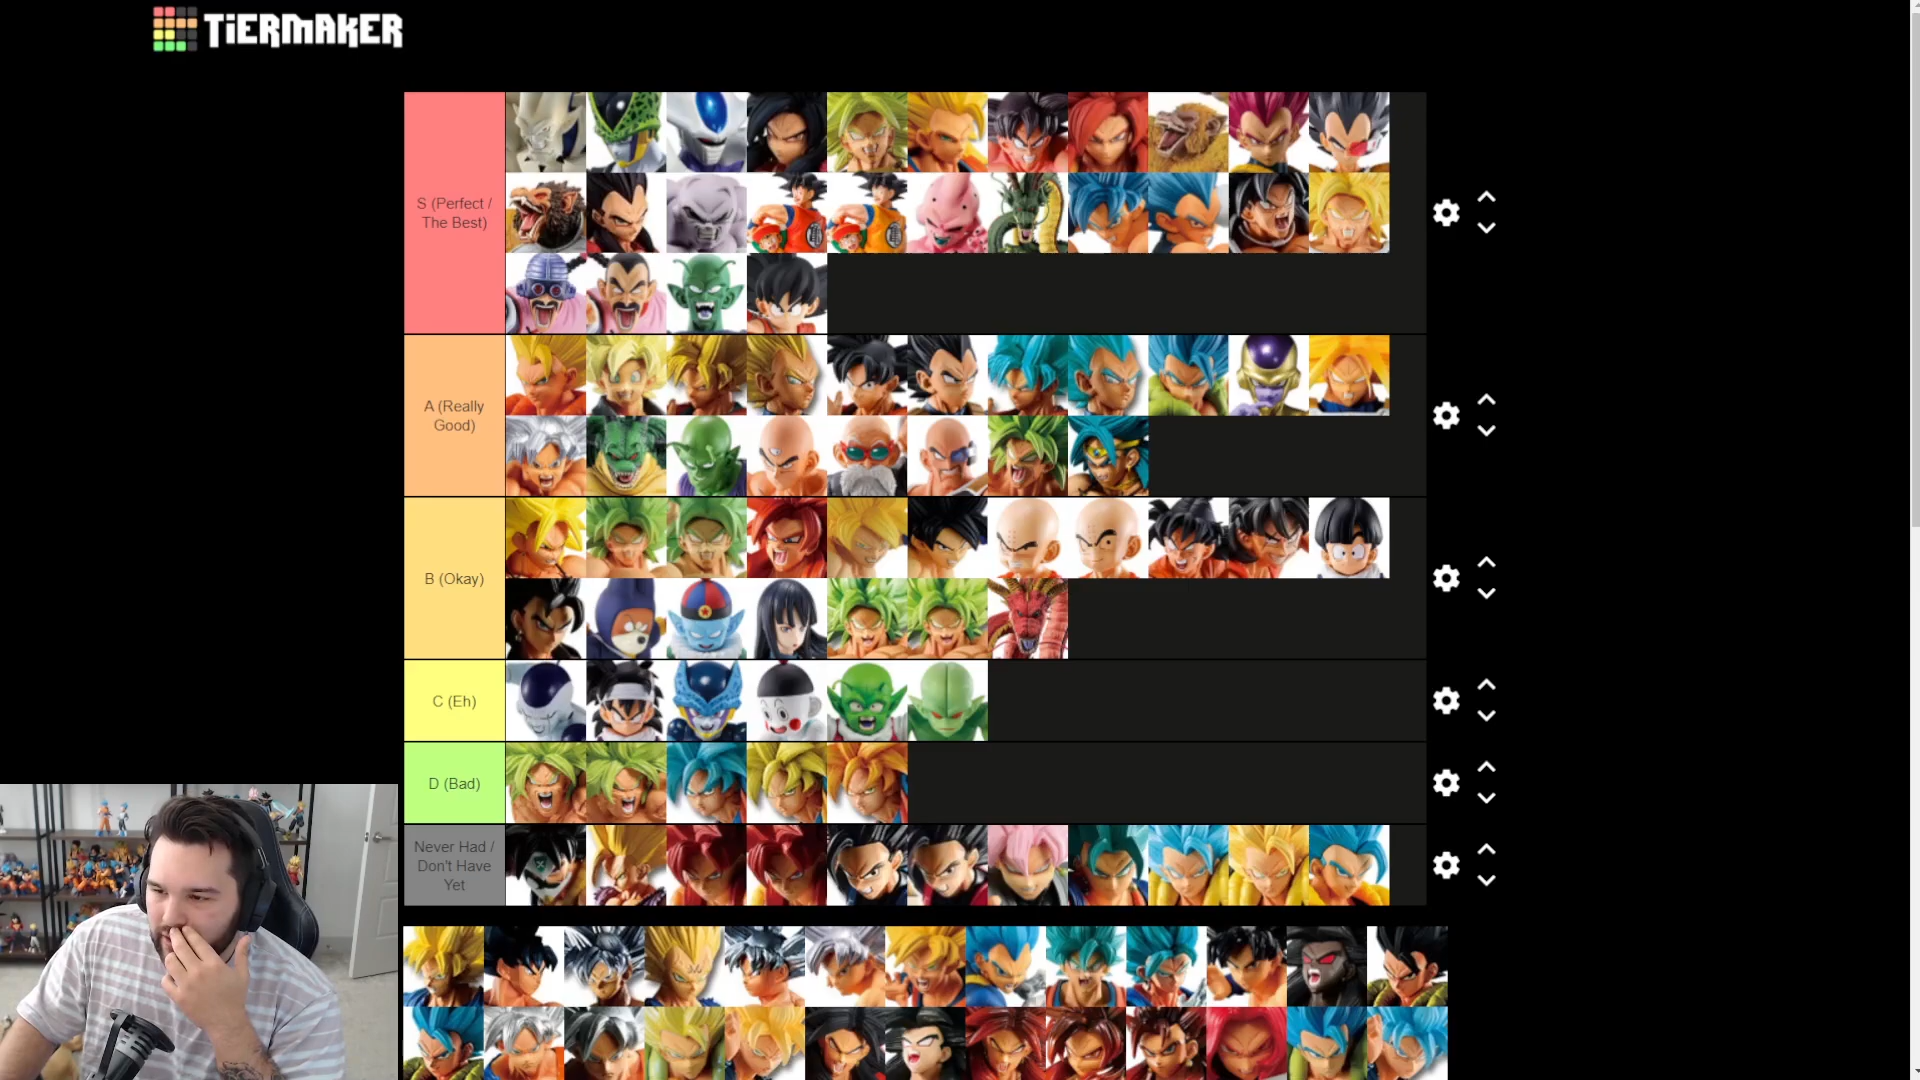 TiERMAKER
S (Perfect /
The Best)
A (Really
Good)
B (Okay)
C (Eh)
D (Bad)
Never Had /
Don't Have
Yet